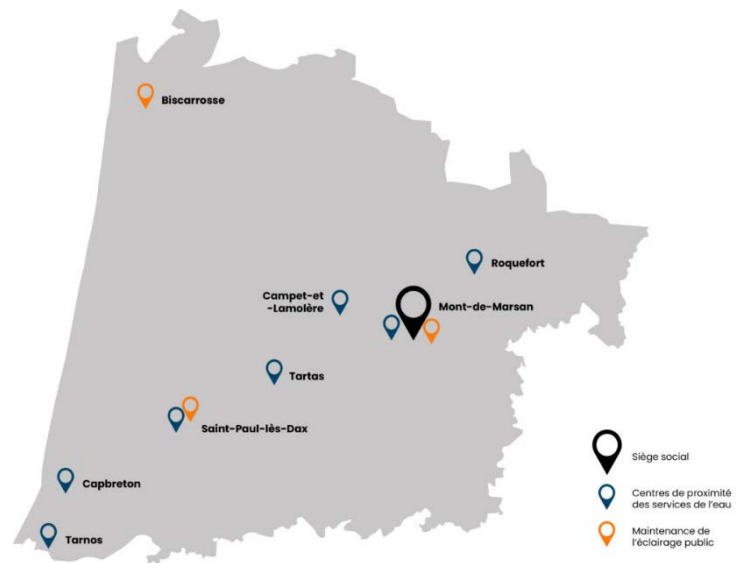 Biscarrosse
Roquefort
Campet-et
-Lamolère
Mont-de-Marsan
Tartas
Saint-Paul-lès-Dax
Capbreton
Tarnos
Siège social
Centres de proximité
des services de l'eau
Maintenance de
l'éclairage public